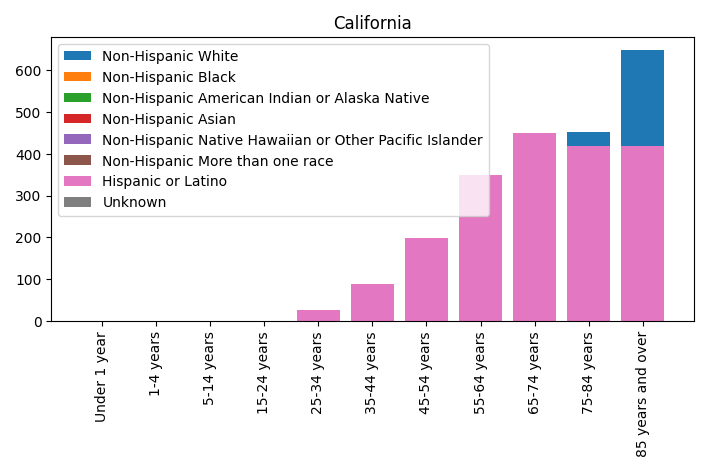 California
Non-Hispanic White
Non-Hispanic Black
Non-Hispanic American Indian or Alaska Native
Non-Hispanic Asian
Non-Hispanic Native Hawaiian or Other Pacific Islander
Non-Hispanic More than one race
Hispanic or Latino
Unknown
600
500
400
300
200
100
0
Under 1 year
1-4 years
5-14 years
15-24 years
25-34 years
35-44 years
45-54 years
55-64 years
65-74 years
75-84 years
85 years and over